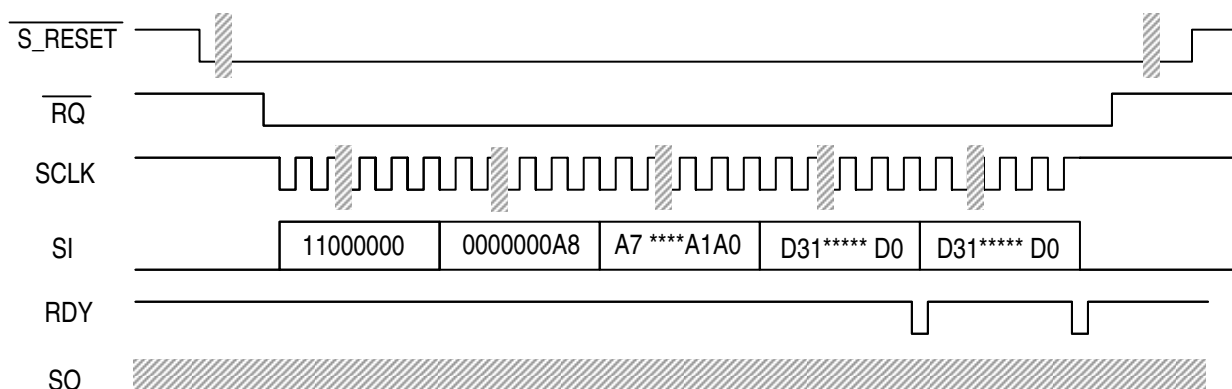 S_RESET
RQ
SCLK
SI 11000000 0000000A8 A7 ****A1A0 D31***** D0 D31***** D0
RDY
SO